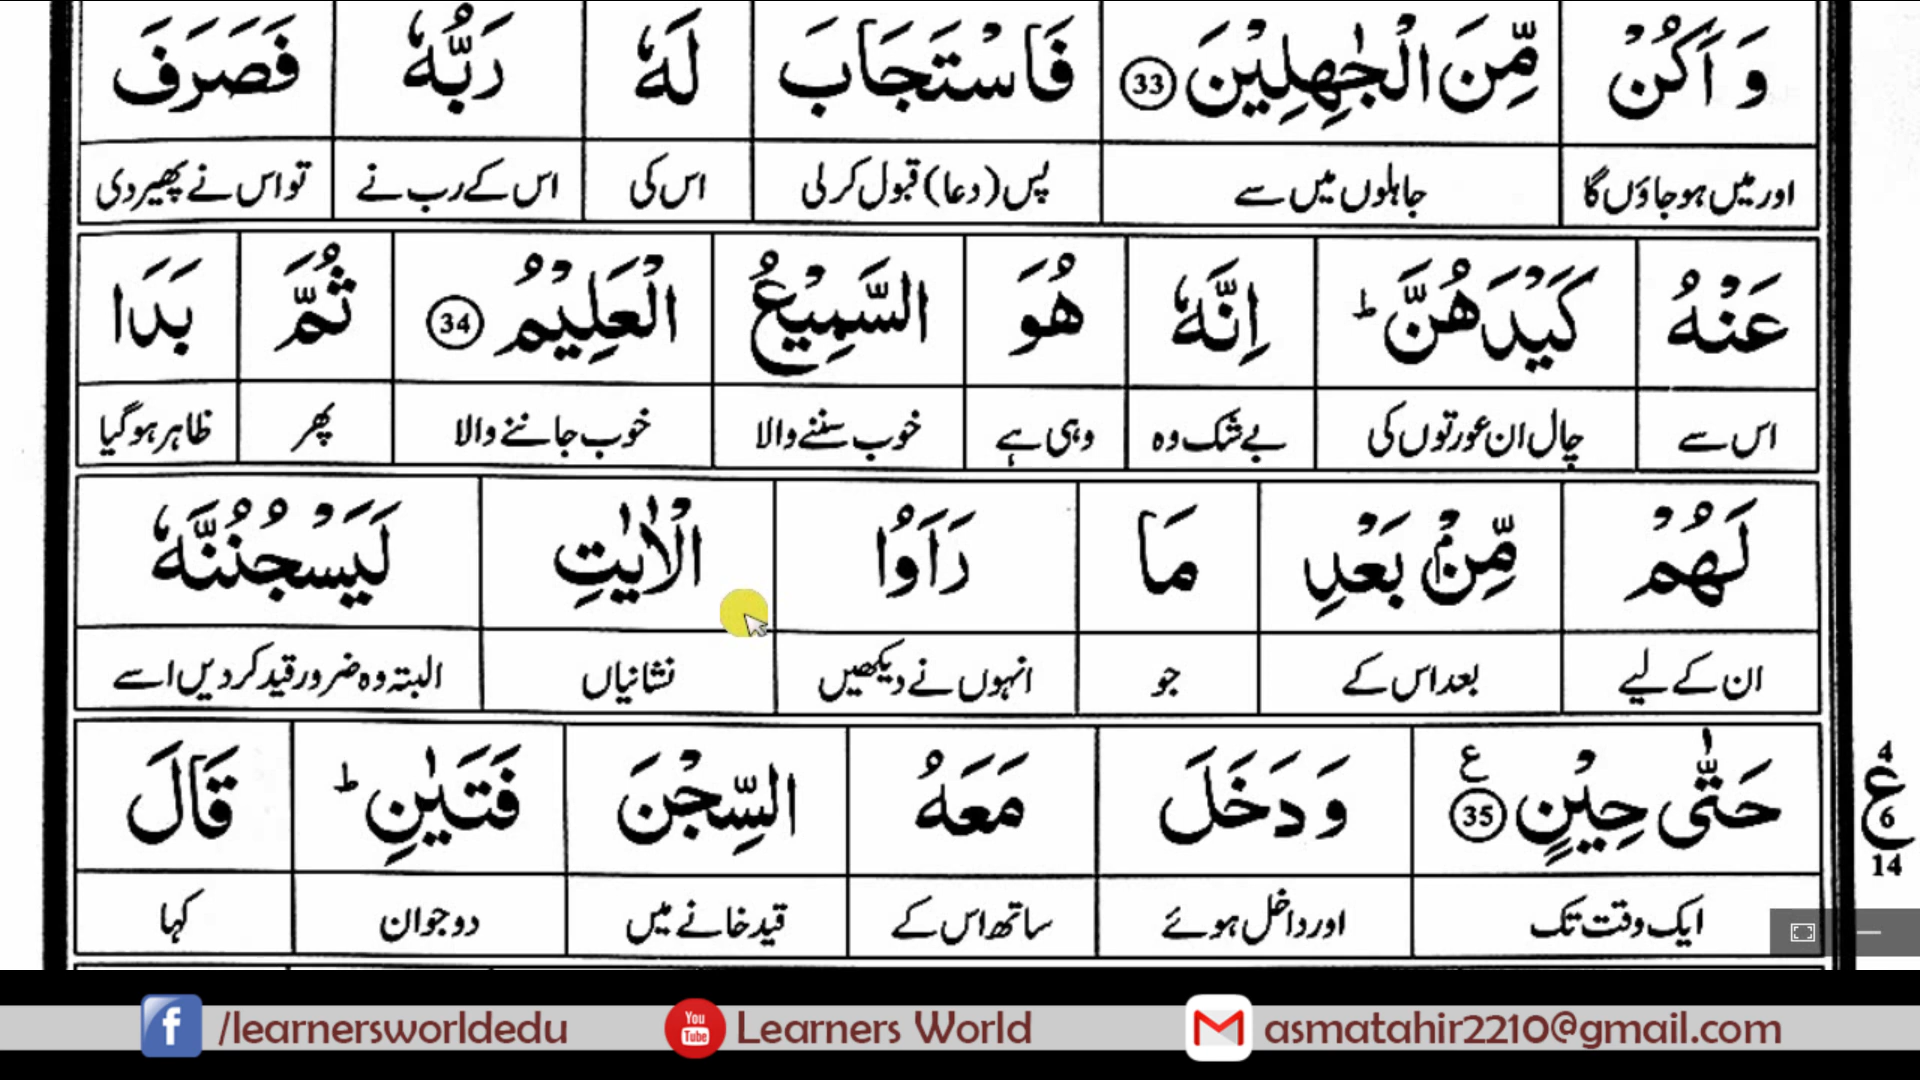 وَ اَكُنْ مِّنَ الْجٰهِلِيْنَ 33 فَاسْتَجَابَ لَهٗ رَبُّهٗ فَصَرَفَ
اور میں ہو جاؤں گا جاہلوں میں سے پس (دعا) قبول کر لی اس کی اس کے رب نے تو اس نے پھیر دی
عَنْهُ كَيْدَهُنَّ ؕ اِنَّهٗ هُوَ السَّمِيْعُ الْعَلِيْمُ 34 ثُمَّ بَدَا
اس سے چال ان عورتوں کی بے شک وہ وہی ہے خوب سننے والا خوب جاننے والا پھر ظاہر ہو گیا
لَهُمْ مِّنْۢ بَعْدِ مَا رَاَوُا الْاٰيٰتِ لَيَسْجُنُنَّهٗ
ان کے لیے بعد اس کے جو انہوں نے دیکھیں نشانیاں البتہ وہ ضرور قید کر دیں اسے
حَتّٰى حِيْنٍ ع 35 وَ دَخَلَ مَعَهُ السِّجْنَ فَتَيٰنِ ؕ قَالَ
4 ع 6 14
ایک وقت تک اور داخل ہوئے ساتھ اس کے قید خانے میں دو جوان کہا
/learnersworldedu You Tube Learners World asmatahir2210@gmail.com